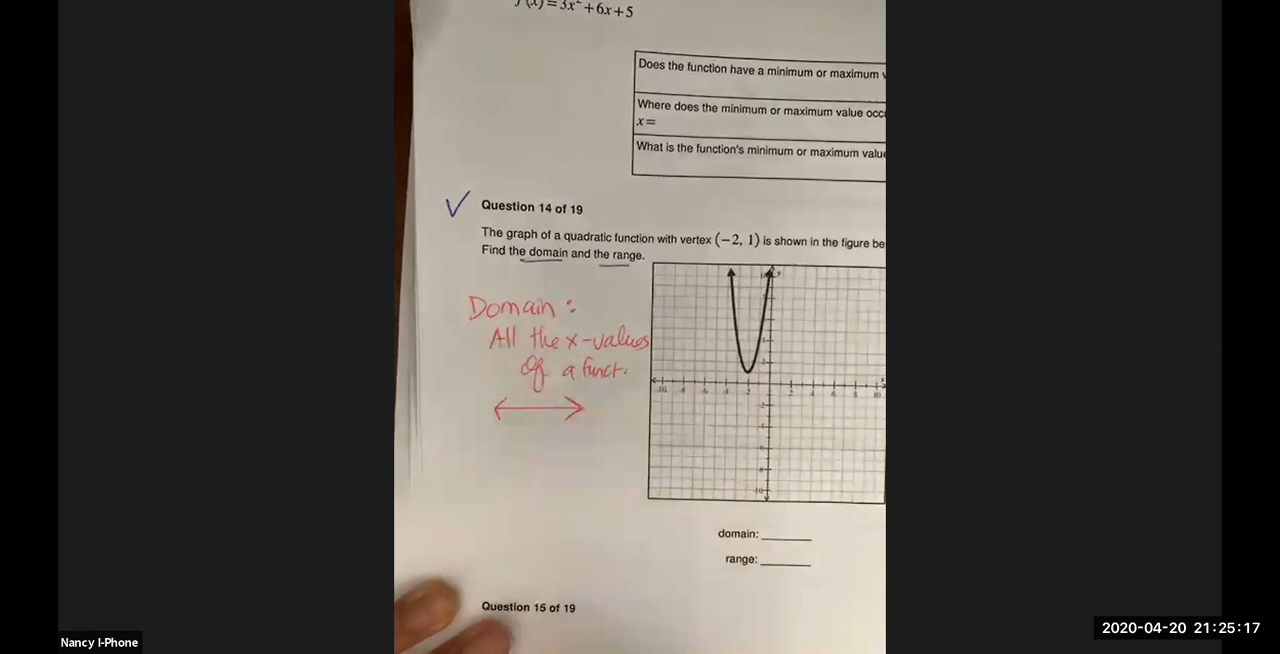 f(x) = 3x² + 6x + 5
Does the function have a minimum or maximum
Where does the minimum or maximum value occ
x =
What is the function's minimum or maximum value
✓ Question 14 of 19
The graph of a quadratic function with vertex (−2, 1) is shown in the figure be
Find the domain and the range.
Domain :
All the x-values
Of a funct.
domain: ______
range: ______
Question 15 of 19
Nancy I-Phone
2020-04-20 21:25:17